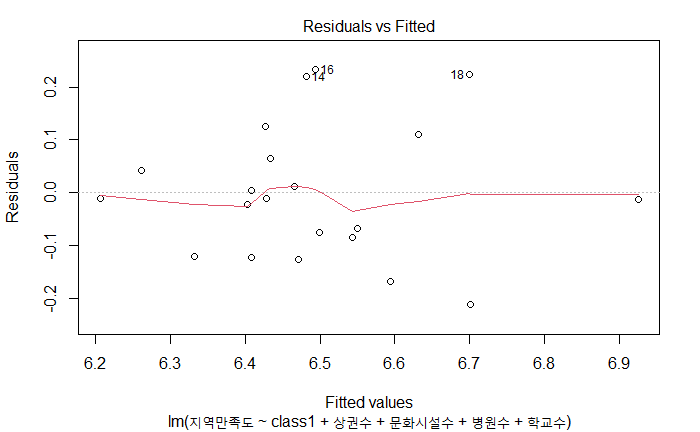 Residuals vs Fitted
Residuals
0.2
0.1
0.0
-0.1
-0.2
16
14
18
6.2 6.3 6.4 6.5 6.6 6.7 6.8 6.9
Fitted values
lm(지역만족도 ~ class1 + 상권수 + 문화시설수 + 병원수 + 학교수)